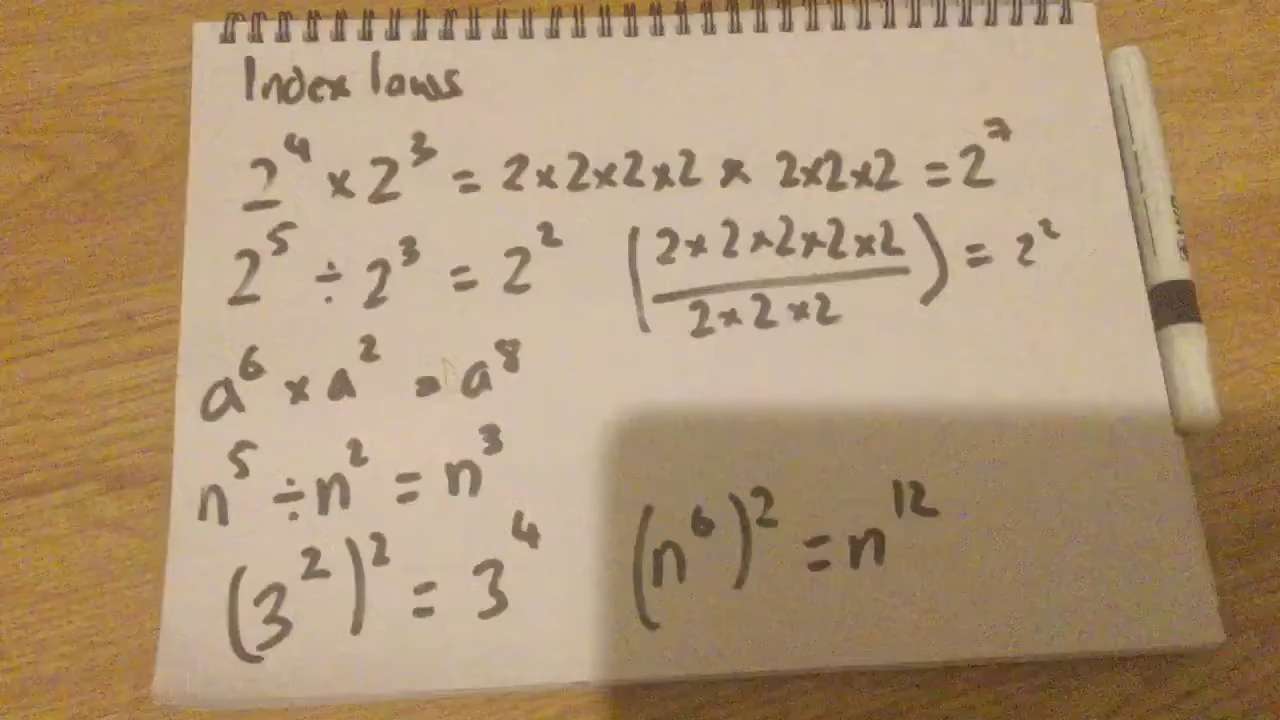 Index laws
2⁴ × 2³ = 2×2×2×2 × 2×2×2 = 2⁷
2⁵ ÷ 2³ = 2² (2×2×2×2×2 / 2×2×2) = 2²
a⁶ × a² = a⁸
n⁵ ÷ n² = n³
(3²)² = 3⁴ (n⁶)² = n¹²